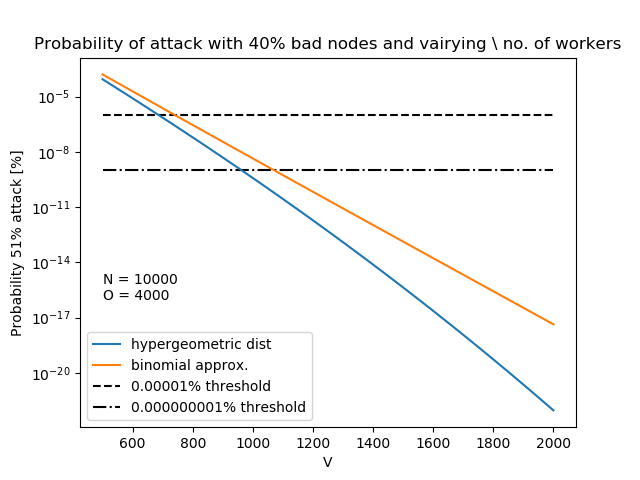 Probability of attack with 40% bad nodes and vairying \ no. of workers
Probability 51% attack [%]
10⁻⁵
10⁻⁸
10⁻¹¹
10⁻¹⁴
10⁻¹⁷
10⁻²⁰
N = 10000
O = 4000
hypergeometric dist
binomial approx.
0.00001% threshold
0.000000001% threshold
600 800 1000 1200 1400 1600 1800 2000
V